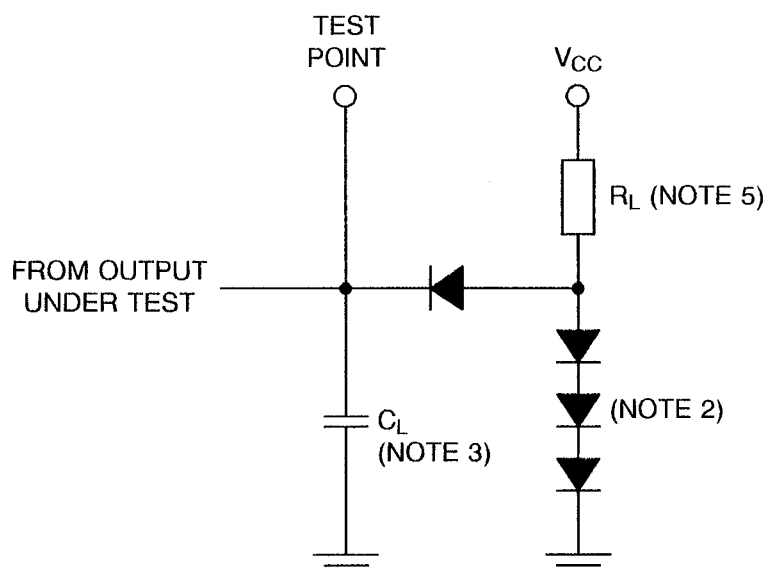 TEST
POINT
VCC
RL (NOTE 5)
FROM OUTPUT
UNDER TEST
(NOTE 2)
CL
(NOTE 3)